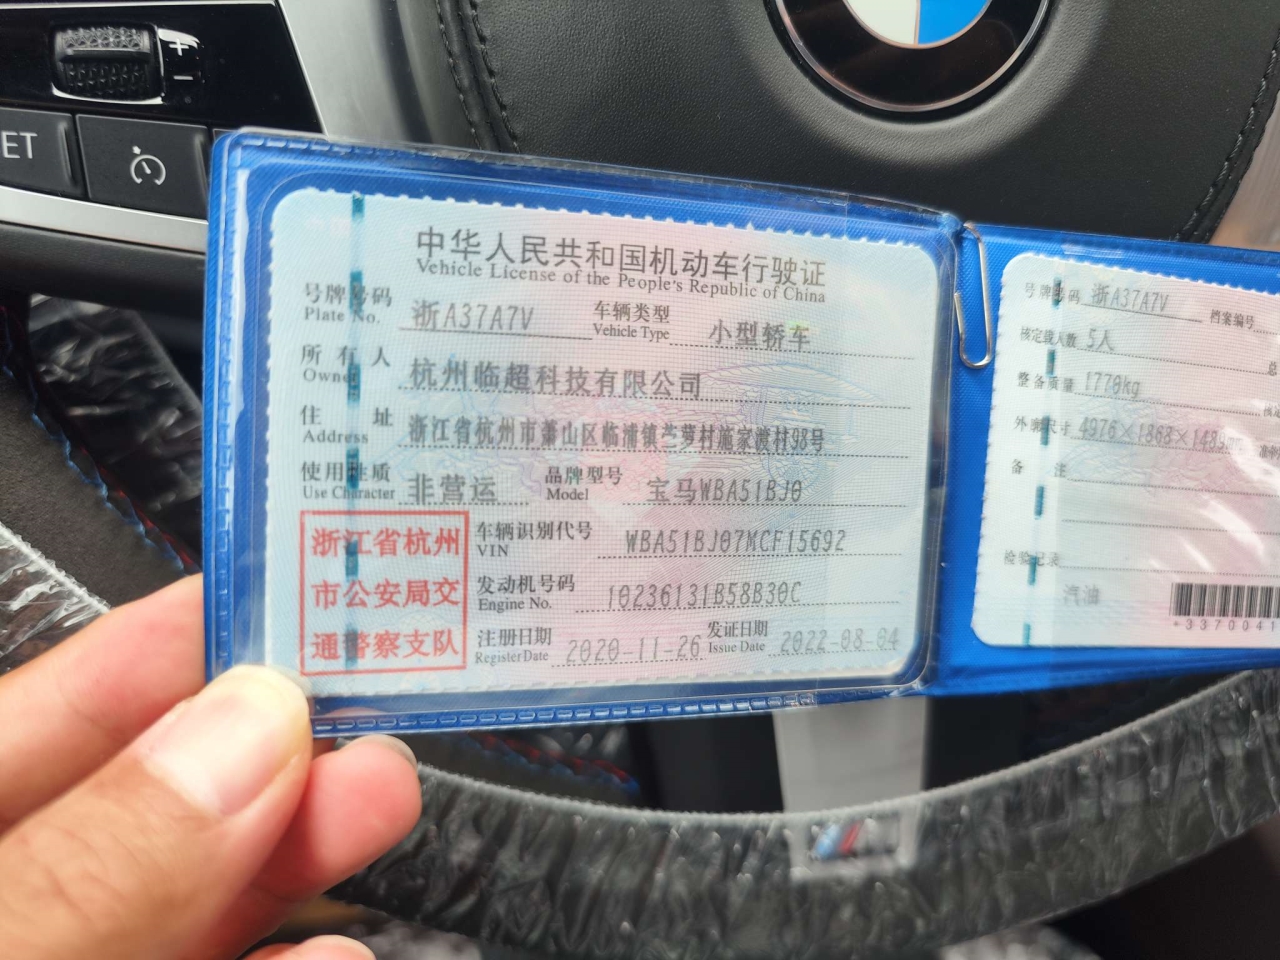 +
−
ET
中华人民共和国机动车行驶证
Vehicle License of the People's Republic of China
号牌号码 浙A37A7V 车辆类型 小型轿车
Plate No. Vehicle Type
所有人 杭州临超科技有限公司
Owner
住址 浙江省杭州市萧山区临浦镇苎萝村施家渡村98号
Address
使用性质 非营运 品牌型号 宝马WBA51BJ0
Use Character Model
浙江省杭州
市公安局交
通警察支队
车辆识别代号 WBA51BJ07MCF15692
VIN
发动机号码 10236131B58B30C
Engine No.
注册日期 2020-11-26 发证日期 2022-08-04
Register Date Issue Date
号牌号码 浙A37A7V 档案编号
核定载人数 5人 总
整备质量 1770kg 核
外廓尺寸 4976×1868×
备注
检验记录
汽油
*3370041